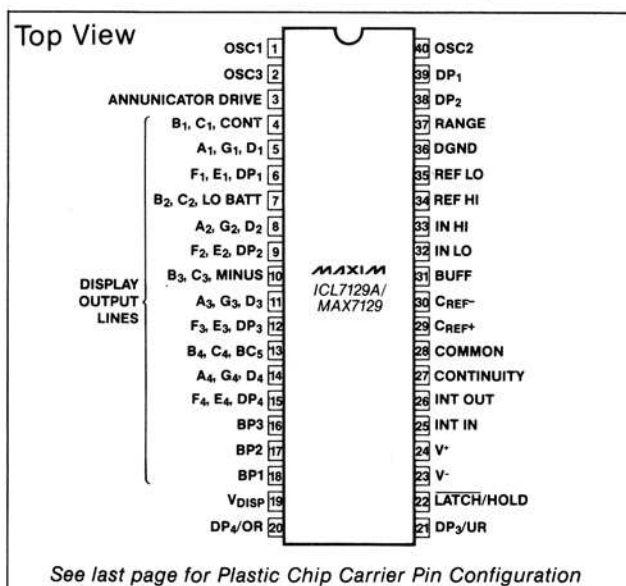 Top View
OSC1 1
OSC3 2
ANNUNICATOR DRIVE 3
B1, C1, CONT 4
A1, G1, D1 5
F1, E1, DP1 6
B2, C2, LO BATT 7
A2, G2, D2 8
F2, E2, DP2 9
B3, C3, MINUS 10
A3, G3, D3 11
F3, E3, DP3 12
B4, C4, BC5 13
A4, G4, D4 14
F4, E4, DP4 15
BP3 16
BP2 17
BP1 18
VDISP 19
DP4/OR 20
DISPLAY
OUTPUT
LINES
MAXIM
ICL7129A/
MAX7129
40 OSC2
39 DP1
38 DP2
37 RANGE
36 DGND
35 REF LO
34 REF HI
33 IN HI
32 IN LO
31 BUFF
30 CREF-
29 CREF+
28 COMMON
27 CONTINUITY
26 INT OUT
25 INT IN
24 V+
23 V-
22 LATCH/HOLD
21 DP3/UR
See last page for Plastic Chip Carrier Pin Configuration